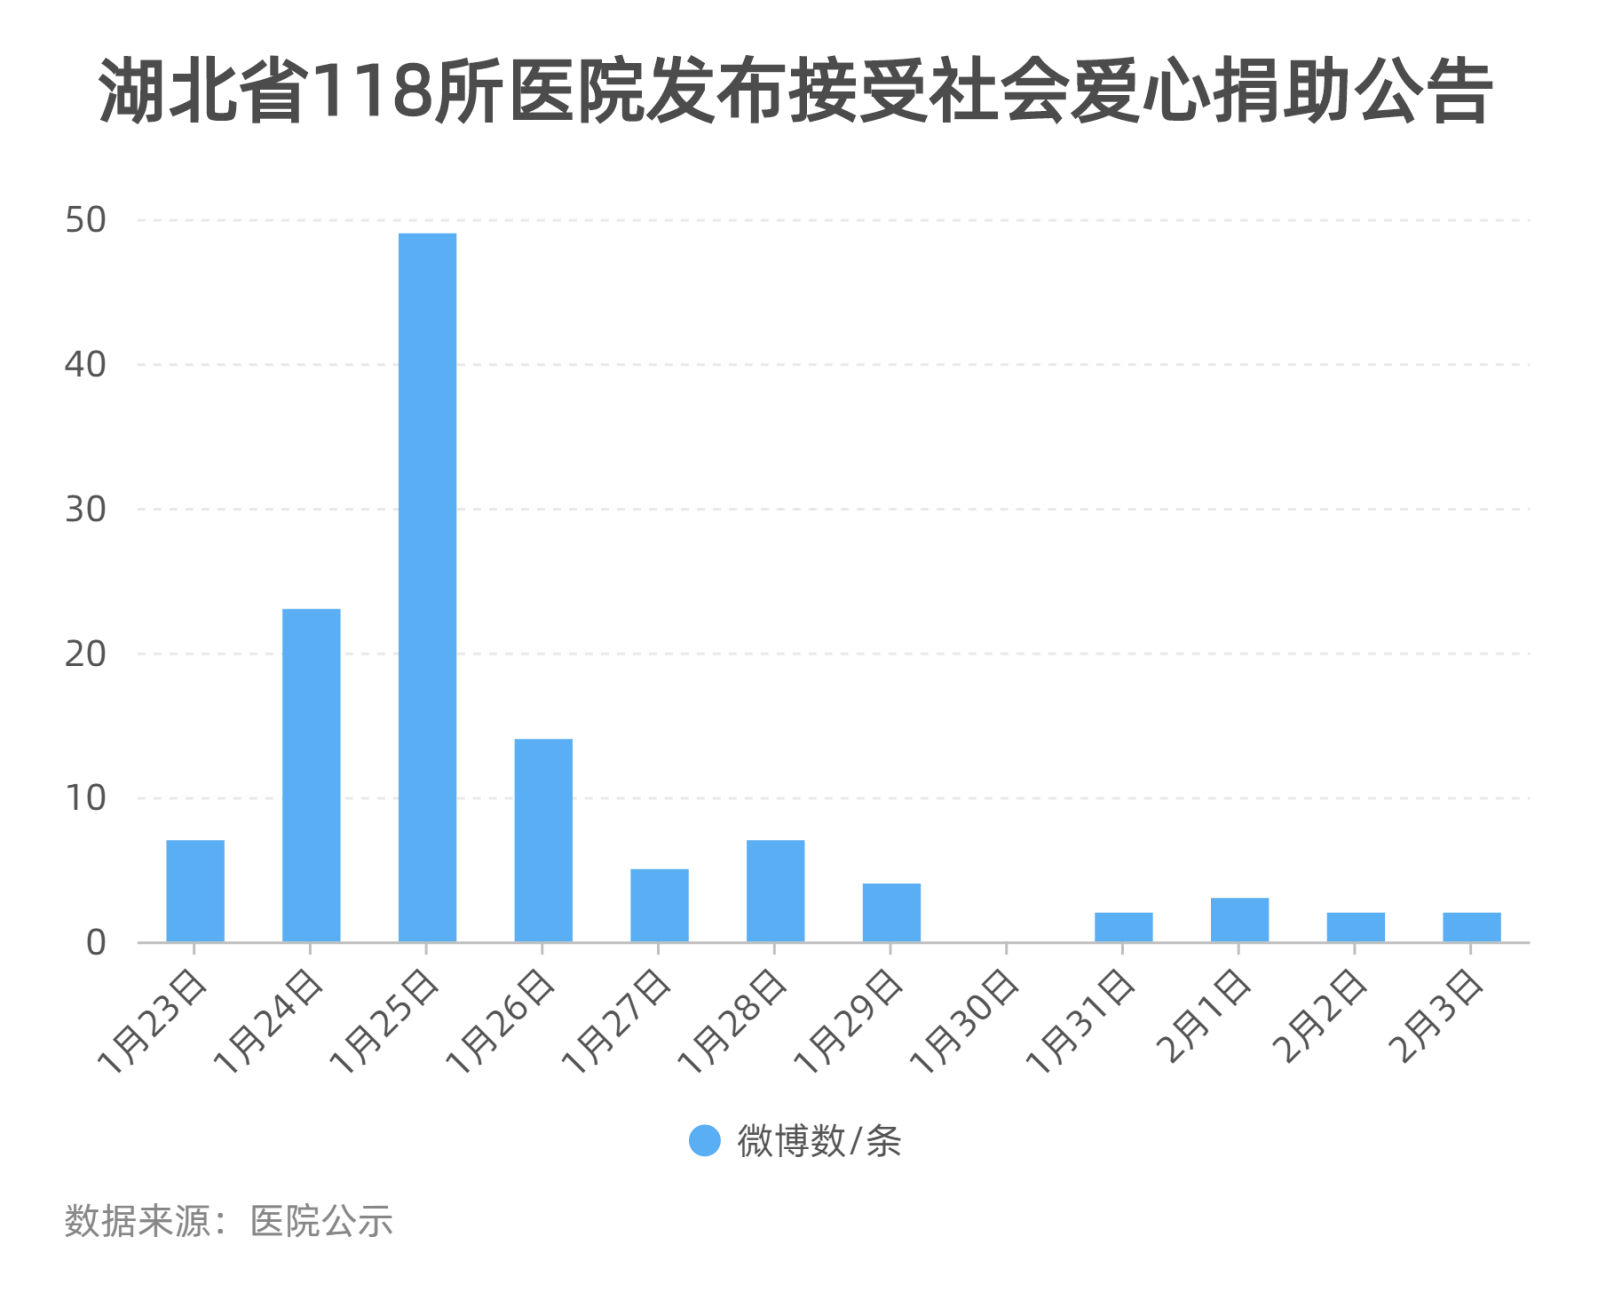 湖北省118所医院发布接受社会爱心捐助公告
50
40
30
20
10
0
1月23日
1月24日
1月25日
1月26日
1月27日
1月28日
1月29日
1月30日
1月31日
2月1日
2月2日
2月3日
微博数/条
数据来源：医院公示